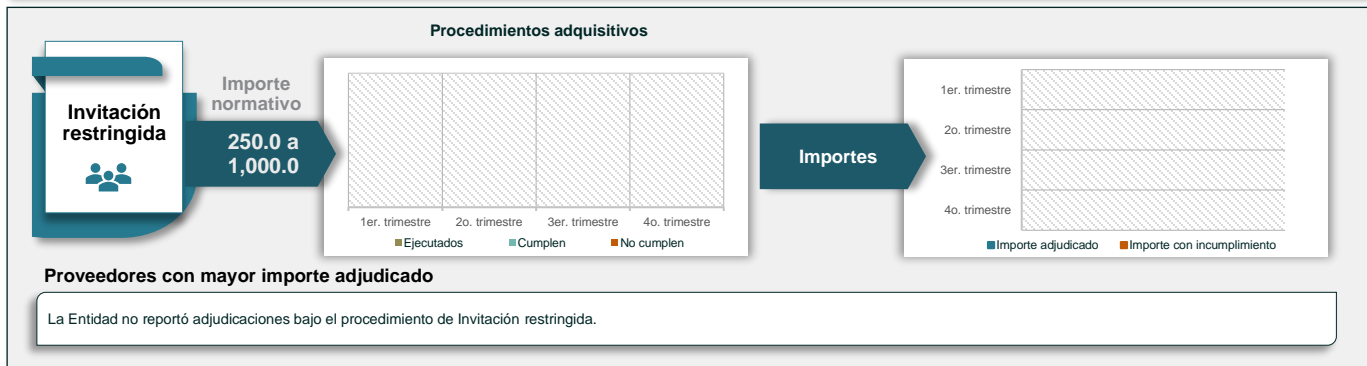 Procedimientos adquisitivos
Invitación
restringida
Importe
normativo
250.0 a
1,000.0
1er. trimestre 2o. trimestre 3er. trimestre 4o. trimestre
Ejecutados Cumplen No cumplen
Importes
1er. trimestre
2o. trimestre
3er. trimestre
4o. trimestre
Importe adjudicado Importe con incumplimiento
Proveedores con mayor importe adjudicado
La Entidad no reportó adjudicaciones bajo el procedimiento de Invitación restringida.